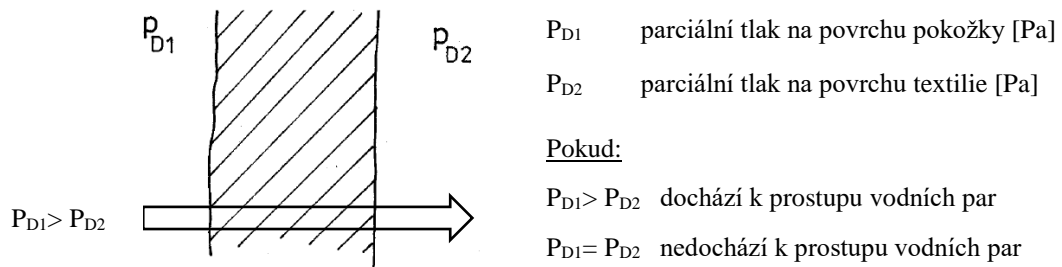 p_D1
p_D2
P_D1> P_D2
P_D1 parciální tlak na povrchu pokožky [Pa]
P_D2 parciální tlak na povrchu textilie [Pa]
Pokud:
P_D1> P_D2 dochází k prostupu vodních par
P_D1= P_D2 nedochází k prostupu vodních par